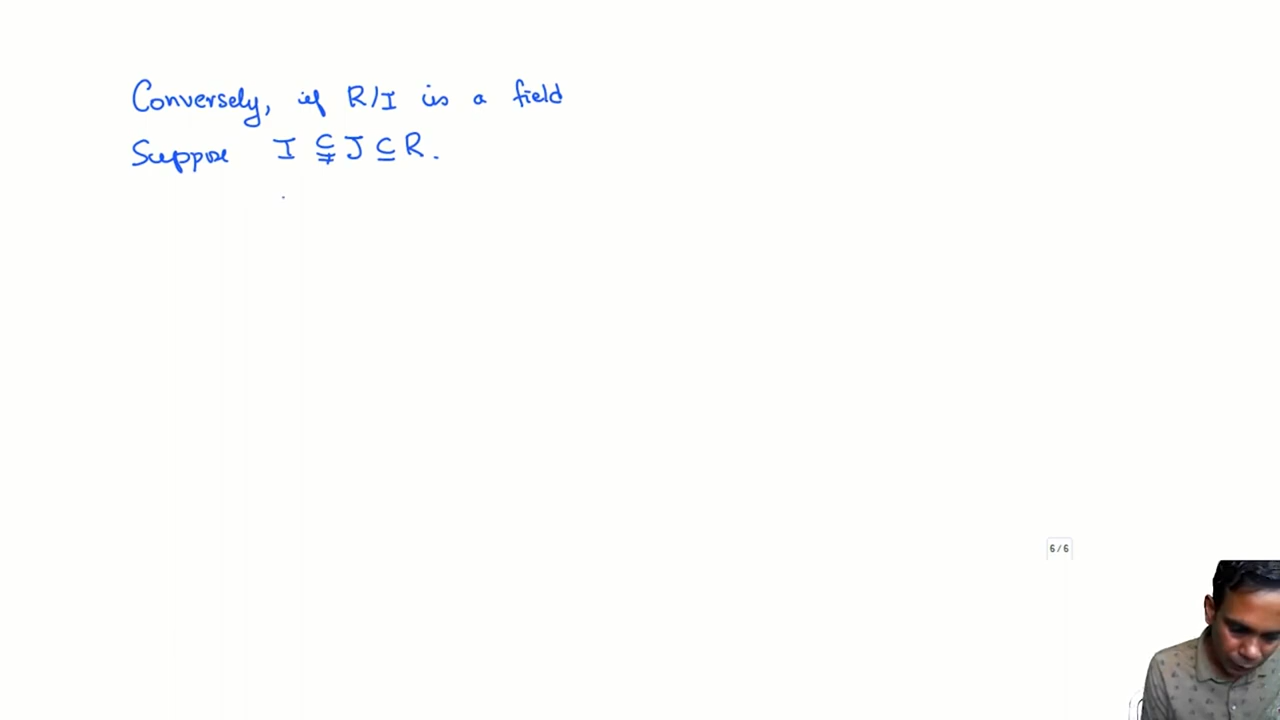 Conversely, if R/I is a field
Suppose I ⊊ J ⊆ R.
6/6